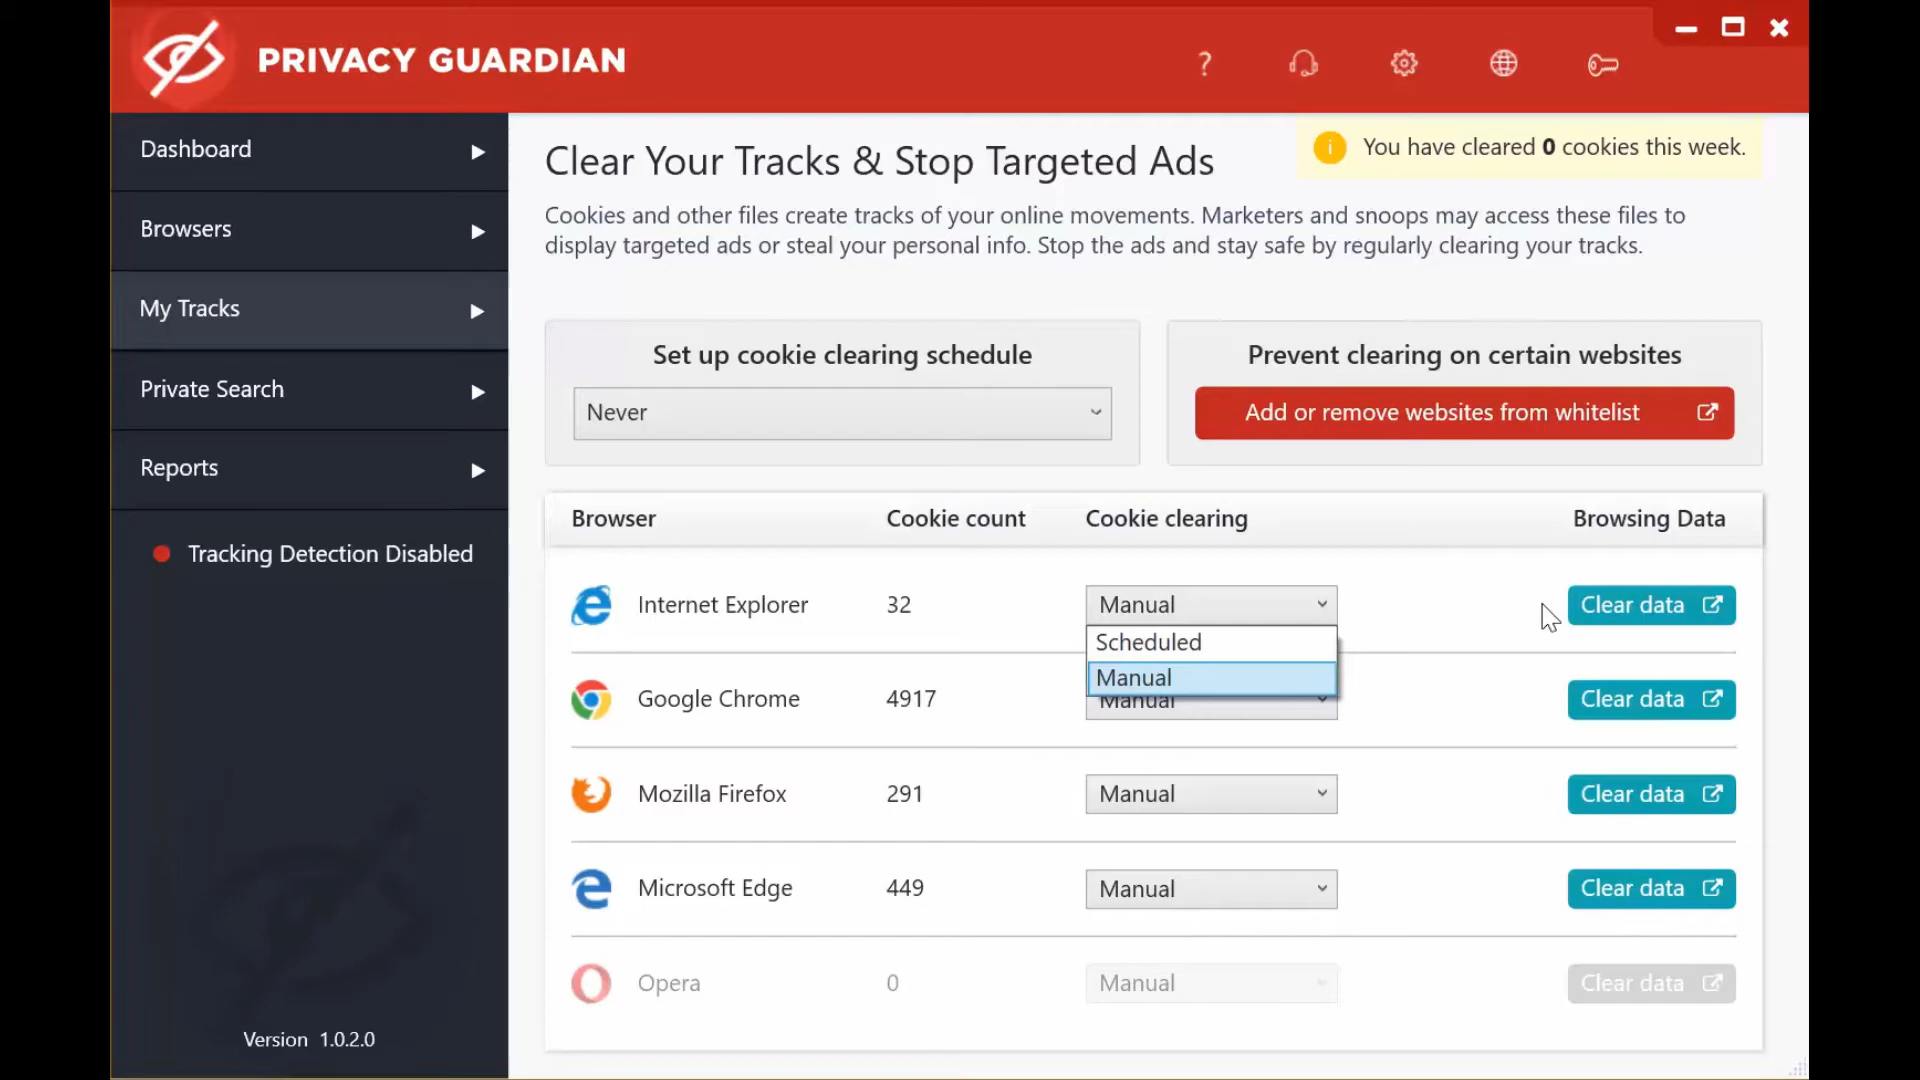 PRIVACY GUARDIAN
?
Dashboard
Browsers
My Tracks
Private Search
Reports
Tracking Detection Disabled
Version 1.0.2.0
Clear Your Tracks & Stop Targeted Ads
You have cleared 0 cookies this week.
Cookies and other files create tracks of your online movements. Marketers and snoops may access these files to
display targeted ads or steal your personal info. Stop the ads and stay safe by regularly clearing your tracks.
Set up cookie clearing schedule
Never
Prevent clearing on certain websites
Add or remove websites from whitelist
Browser Cookie count Cookie clearing Browsing Data
Internet Explorer 32 Manual Clear data
Scheduled
Manual
Google Chrome 4917 Manual Clear data
Mozilla Firefox 291 Manual Clear data
Microsoft Edge 449 Manual Clear data
Opera 0 Manual Clear data